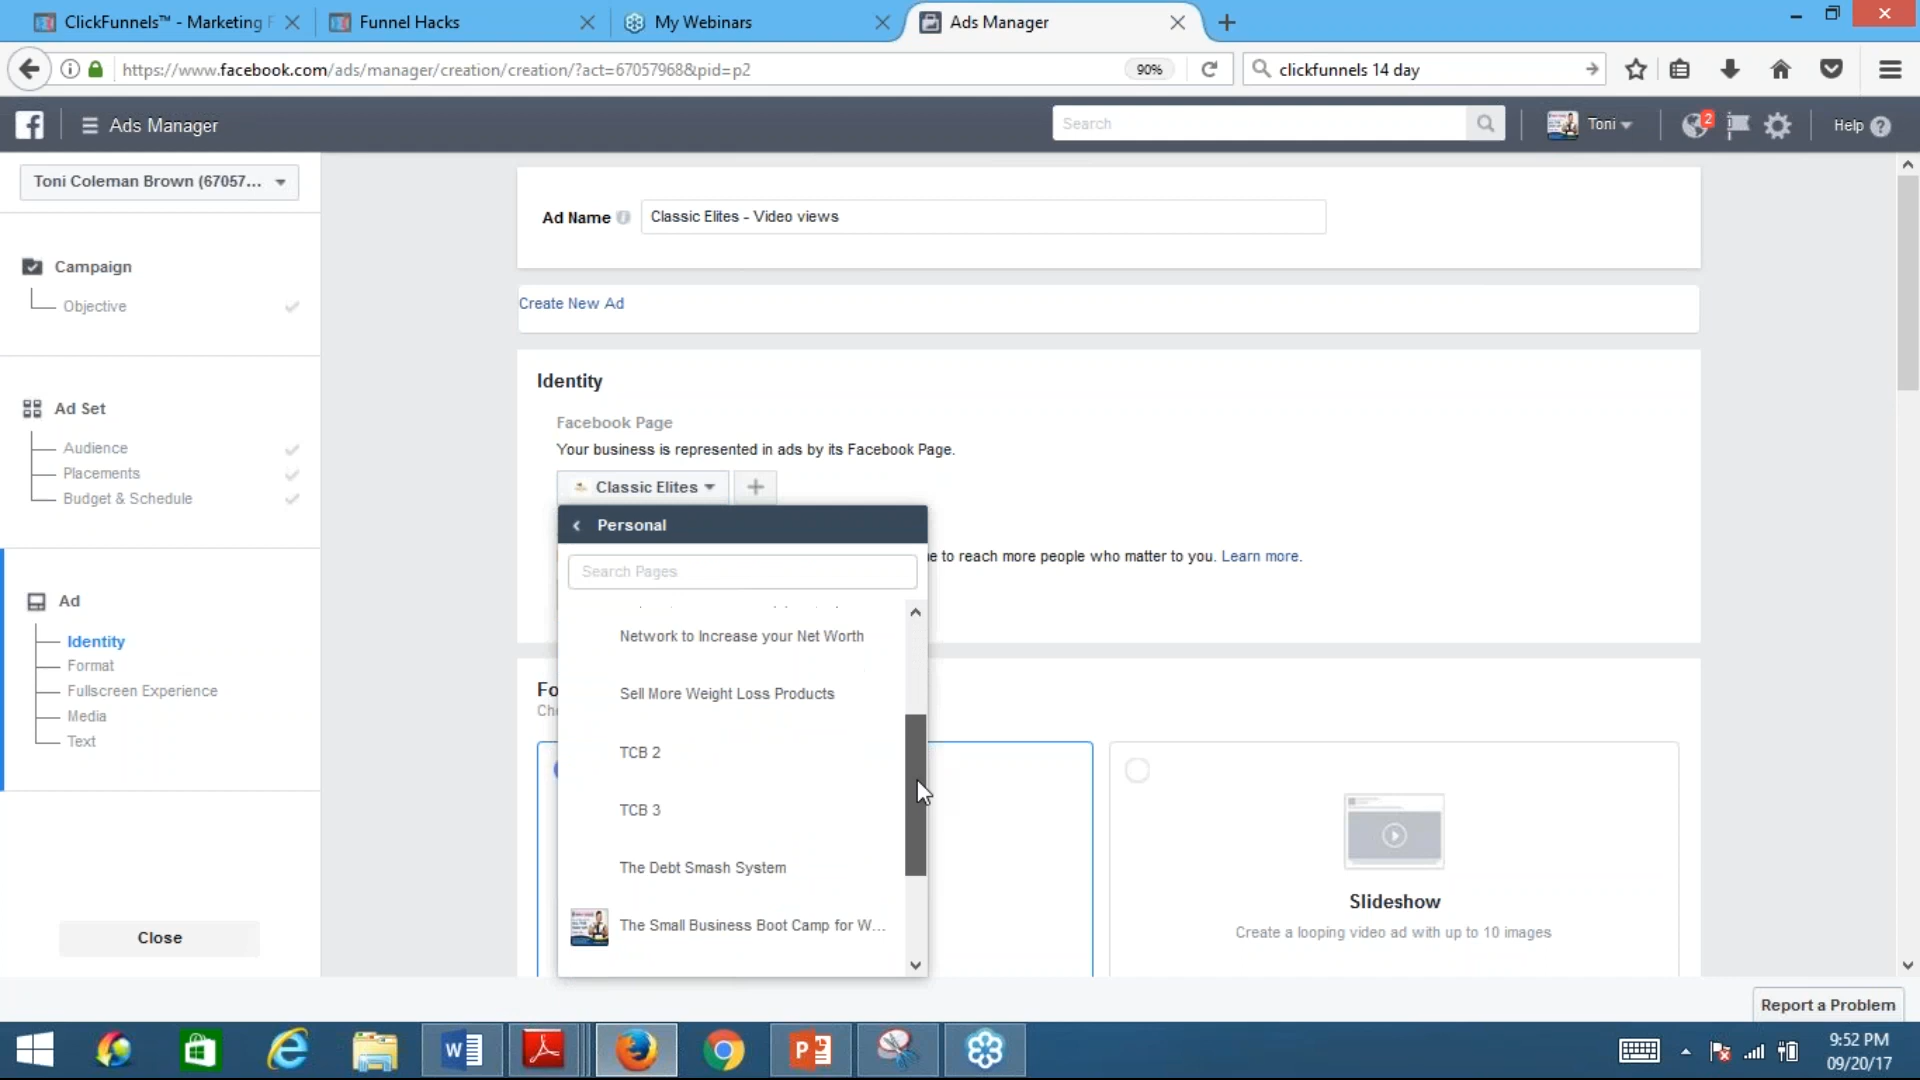 ClickFunnels™ - Marketing F
Funnel Hacks
My Webinars
Ads Manager
https://www.facebook.com/ads/manager/creation/creation/?act=67057968&pid=p2
90%
clickfunnels 14 day
Ads Manager
Search
Toni
2
Help
Toni Coleman Brown (67057...
Campaign
Objective
Ad Set
Audience
Placements
Budget & Schedule
Ad
Identity
Format
Fullscreen Experience
Media
Text
Close
Ad Name
Classic Elites - Video views
Create New Ad
Identity
Facebook Page
Your business is represented in ads by its Facebook Page.
Classic Elites
Personal
Search Pages
e to reach more people who matter to you. Learn more.
Network to Increase your Net Worth
Sell More Weight Loss Products
TCB 2
TCB 3
The Debt Smash System
The Small Business Boot Camp for W...
Fo
Slideshow
Create a looping video ad with up to 10 images
Report a Problem
9:52 PM
09/20/17